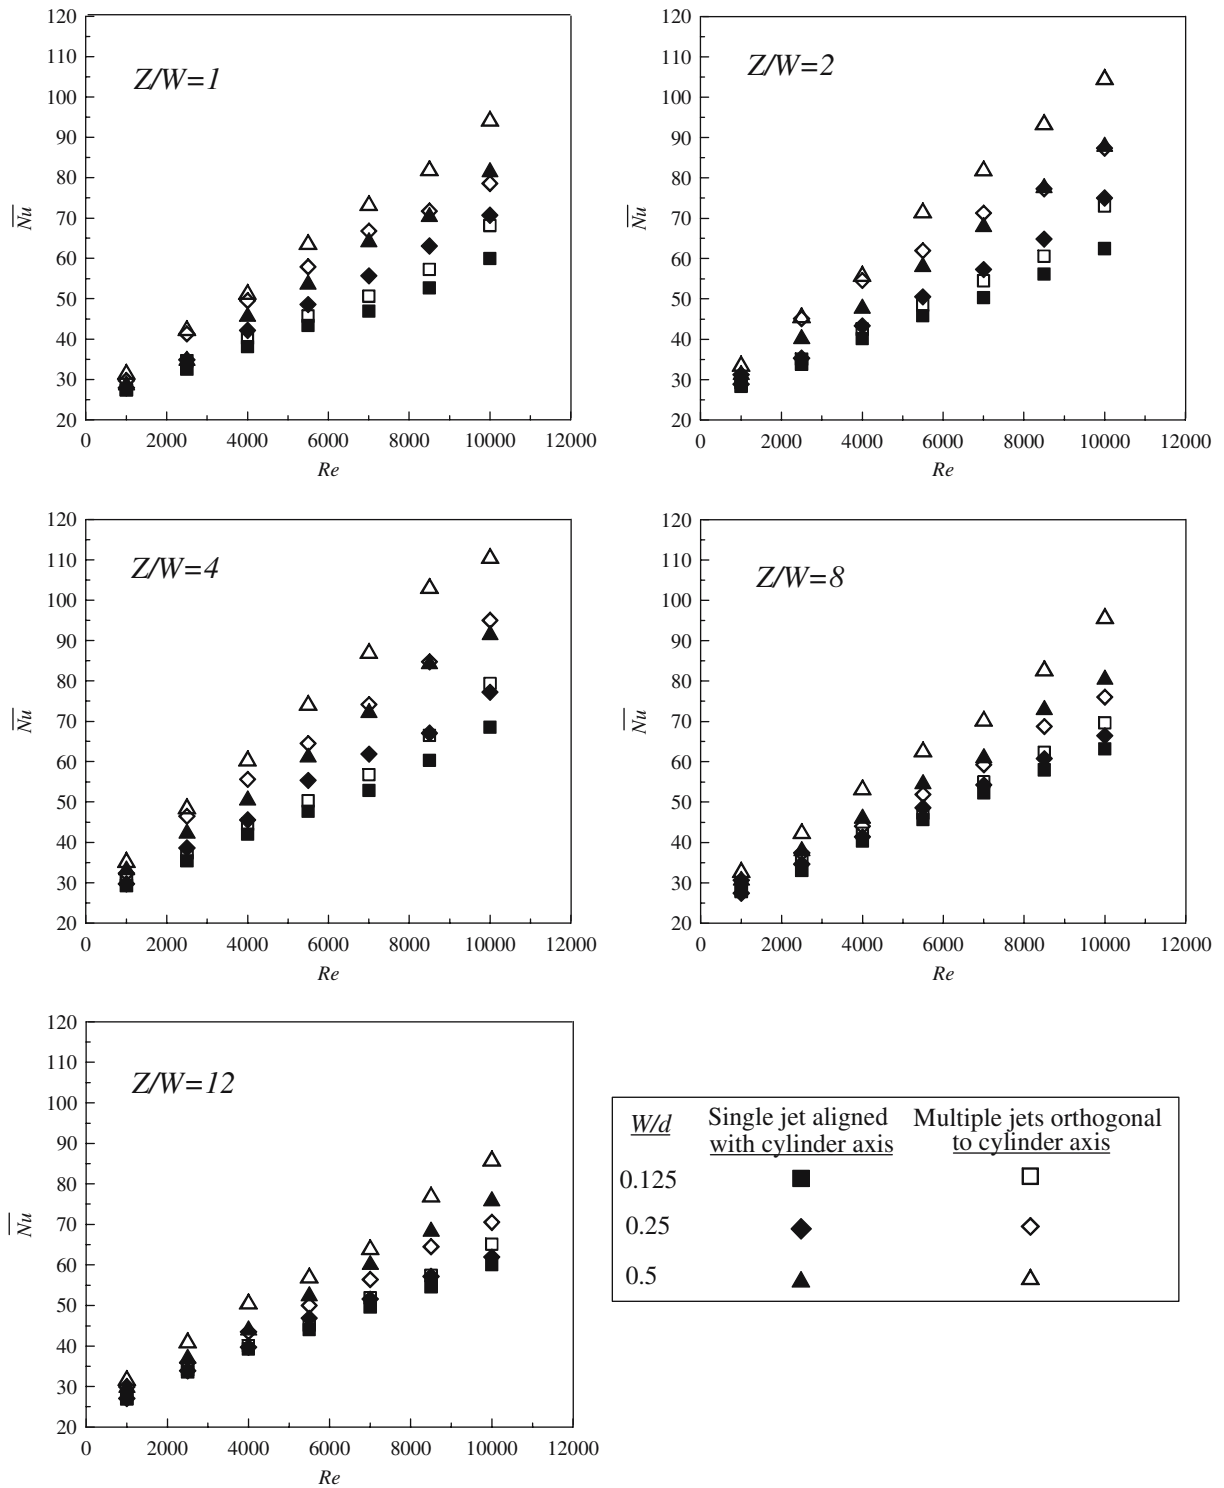 120
110
100
90
80
70
60
50
40
30
20
Nu
Z/W=1
0 2000 4000 6000 8000 10000 12000
Re
120
110
100
90
80
70
60
50
40
30
20
Nu
Z/W=2
0 2000 4000 6000 8000 10000 12000
Re
120
110
100
90
80
70
60
50
40
30
20
Nu
Z/W=4
0 2000 4000 6000 8000 10000 12000
Re
120
110
100
90
80
70
60
50
40
30
20
Nu
Z/W=8
0 2000 4000 6000 8000 10000 12000
Re
120
110
100
90
80
70
60
50
40
30
20
Nu
Z/W=12
0 2000 4000 6000 8000 10000 12000
Re
W/d
Single jet aligned
with cylinder axis
Multiple jets orthogonal
to cylinder axis
0.125
0.25
0.5